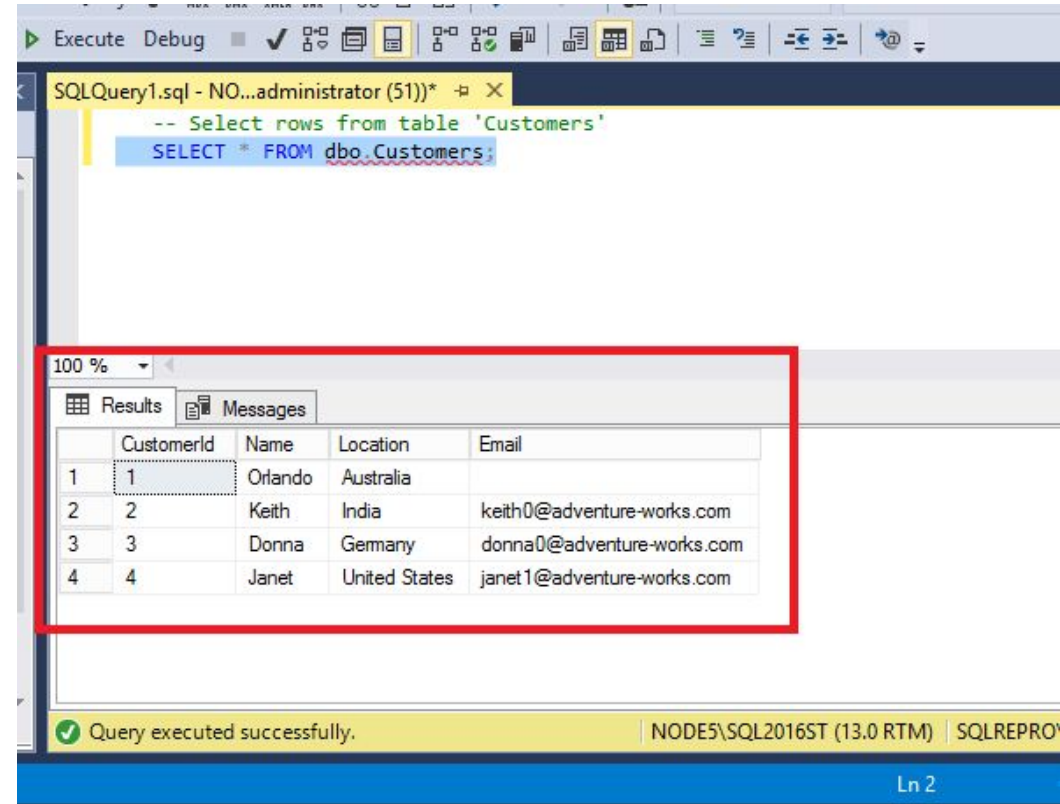 Execute Debug
SQLQuery1.sql - NO...administrator (51))*
-- Select rows from table 'Customers'
SELECT * FROM dbo.Customers;
100 %
Results Messages
CustomerId Name Location Email
1 1 Orlando Australia
2 2 Keith India keith0@adventure-works.com
3 3 Donna Germany donna0@adventure-works.com
4 4 Janet United States janet1@adventure-works.com
Query executed successfully. NODE5\SQL2016ST (13.0 RTM) SQLREPRO\
Ln 2